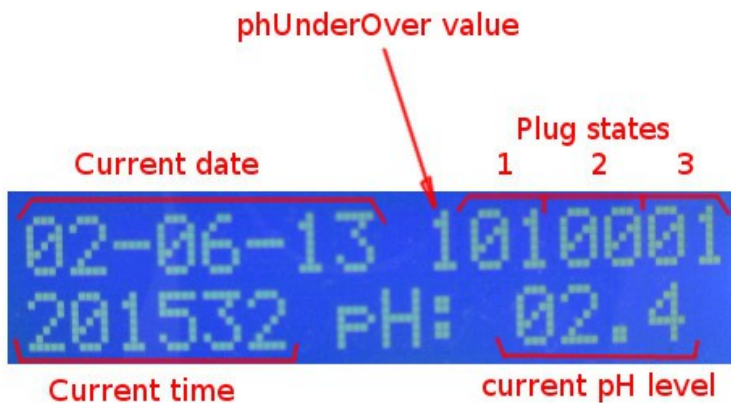 phUnderOver value
Plug states
Current date
1 2 3
02-06-13 1010001
201532 pH: 02.4
Current time
current pH level